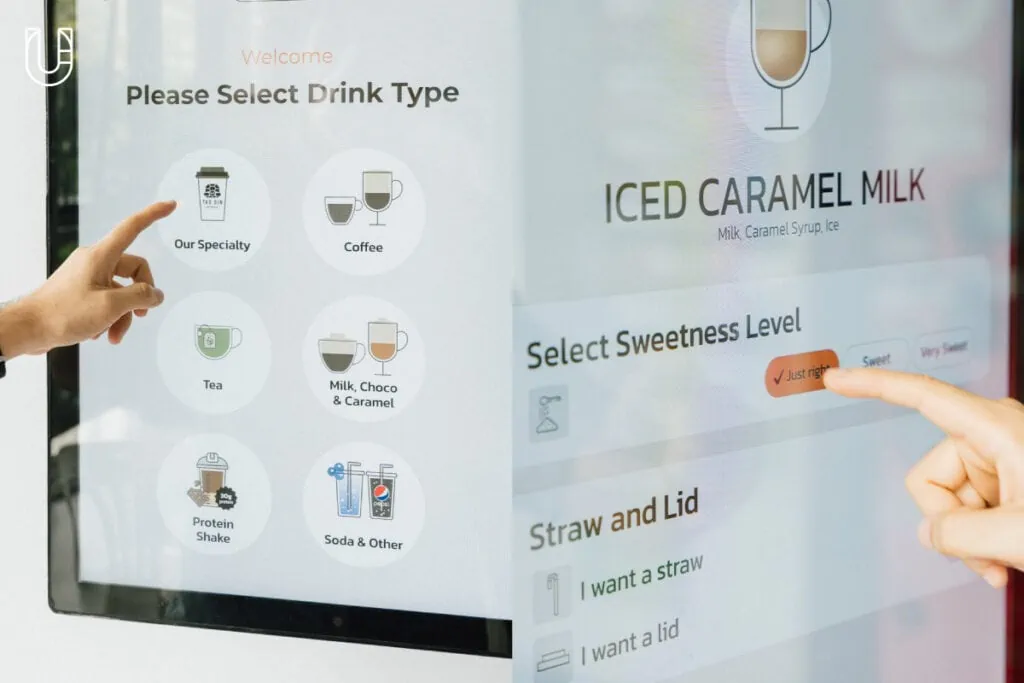 Welcome
Please Select Drink Type
TAO BIN
Our Specialty
Coffee
Tea
Milk, Choco
& Caramel
30g
Protein
Shake
pepsi
Soda & Other
ICED CARAMEL MILK
Milk, Caramel Syrup, Ice
Select Sweetness Level
✓ Just right
Sweet
Very Sweet
Straw and Lid
I want a straw
I want a lid